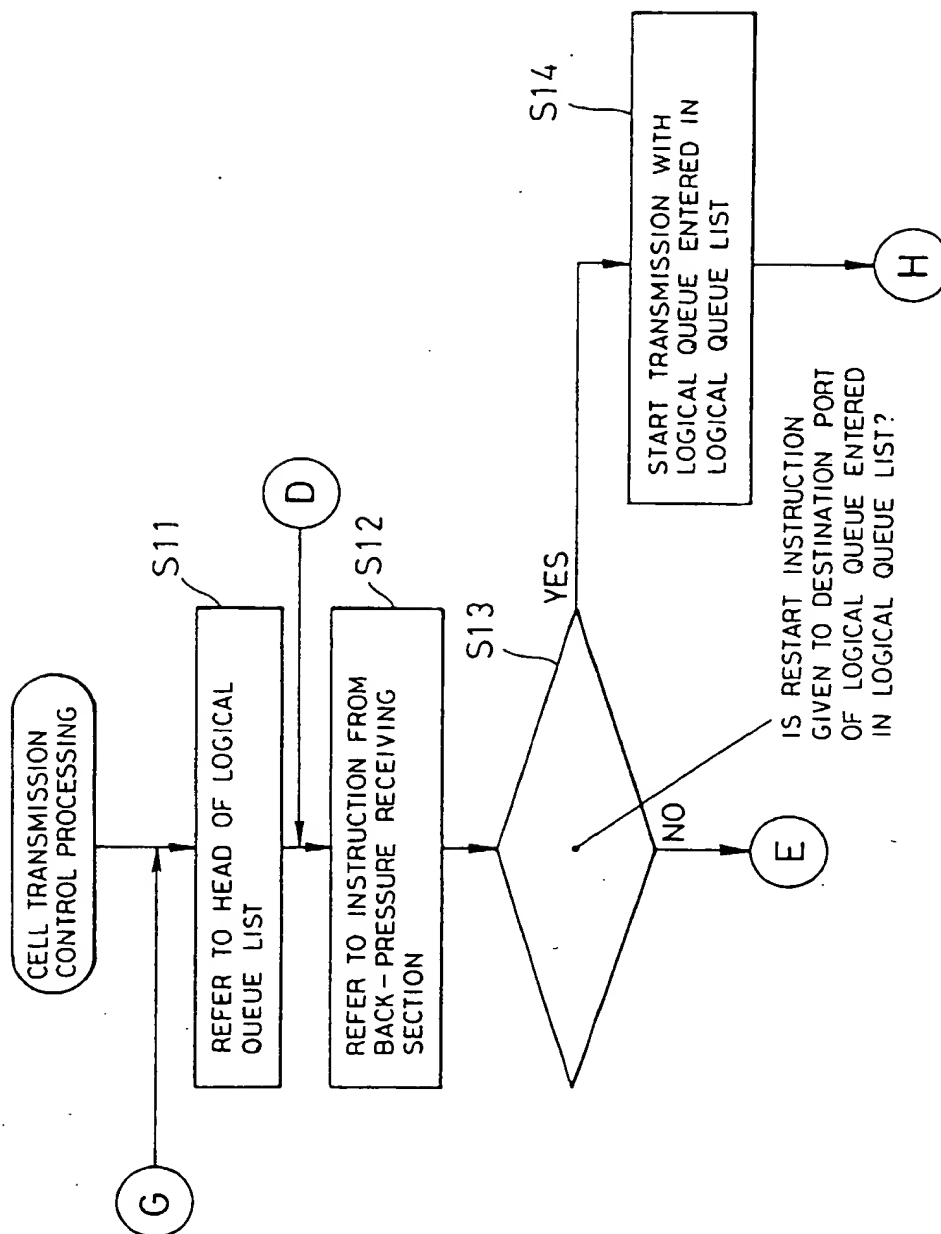 CELL TRANSMISSION
CONTROL PROCESSING
G
S11
REFER TO HEAD OF LOGICAL
QUEUE LIST
D
S12
REFER TO INSTRUCTION FROM
BACK-PRESSURE RECEIVING
SECTION
S13
YES
NO
S14
START TRANSMISSION WITH
LOGICAL QUEUE ENTERED IN
LOGICAL QUEUE LIST
IS RESTART INSTRUCTION
GIVEN TO DESTINATION PORT
OF LOGICAL QUEUE ENTERED
IN LOGICAL QUEUE LIST?
E
H